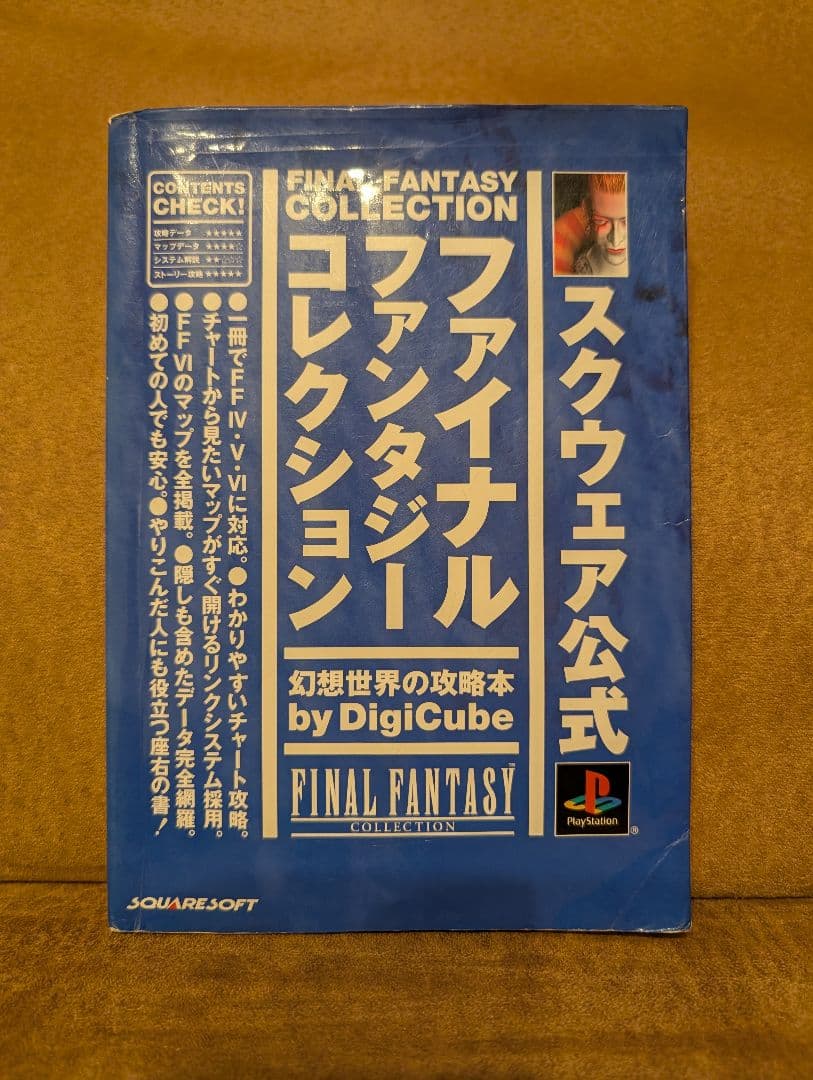 スクウェア公式
PlayStation
®
FINAL FANTASY
COLLECTION
ファイナル
ファンタジー
コレクション
幻想世界の攻略本
by DigiCube
FINAL FANTASY™
COLLECTION
CONTENTS
CHECK!
攻略データ ★★★★★
マップデータ ★★★★☆
システム解説 ★★☆☆☆
ストーリー攻略 ★★★★★
●一冊でFFⅣ・Ⅴ・Ⅵに対応。●わかりやすいチャート攻略。
●チャートから見たいマップがすぐ開けるリンクシステム採用。
●FFⅥのマップを全掲載。●隠しも含めたデータ完全網羅。
●初めての人でも安心。●やりこんだ人にも役立つ座右の書!
SQUARESOFT